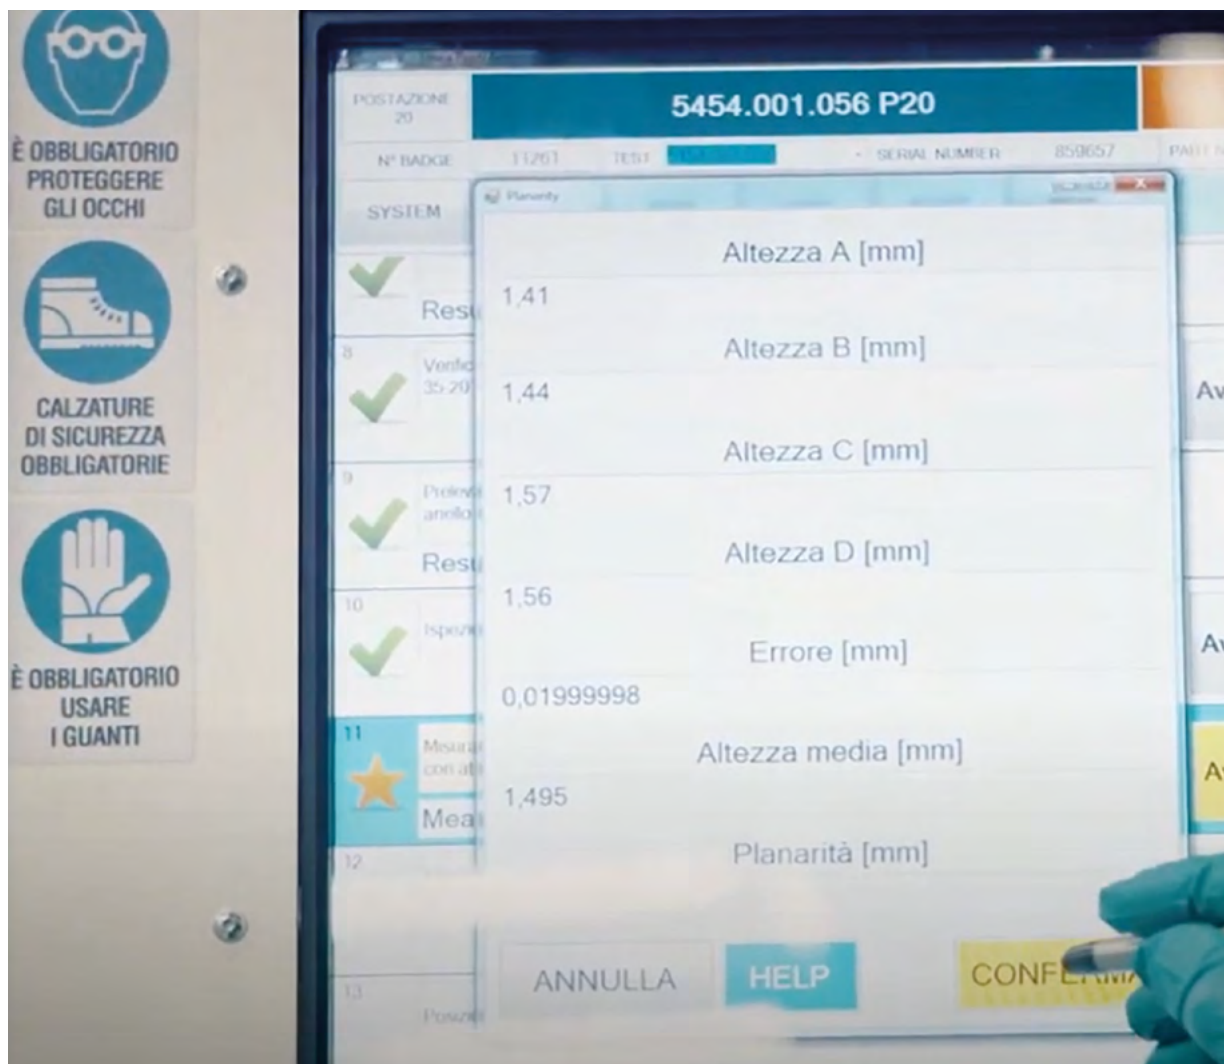 È OBBLIGATORIO
PROTEGGERE
GLI OCCHI
CALZATURE
DI SICUREZZA
OBBLIGATORIE
È OBBLIGATORIO
USARE
I GUANTI
POSTAZIONE
20
5454.001.056 P20
N° BADGE 11261 TEST - SERIAL NUMBER 859657
SYSTEM
Planarity
Altezza A [mm]
1,41
Altezza B [mm]
1,44
Altezza C [mm]
1,57
Altezza D [mm]
1,56
Errore [mm]
0,01999998
Altezza media [mm]
1,495
Planarità [mm]
ANNULLA
HELP
8
35-20
9
10
11
con
12
13